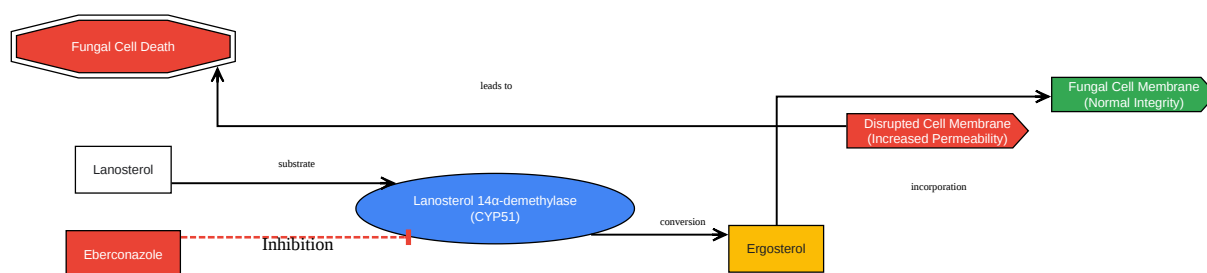 Fungal Cell Death
leads to
Fungal Cell Membrane
(Normal Integrity)
Disrupted Cell Membrane
(Increased Permeability)
Lanosterol
substrate
Lanosterol 14α-demethylase
(CYP51)
incorporation
conversion
Eberconazole
Inhibition
Ergosterol